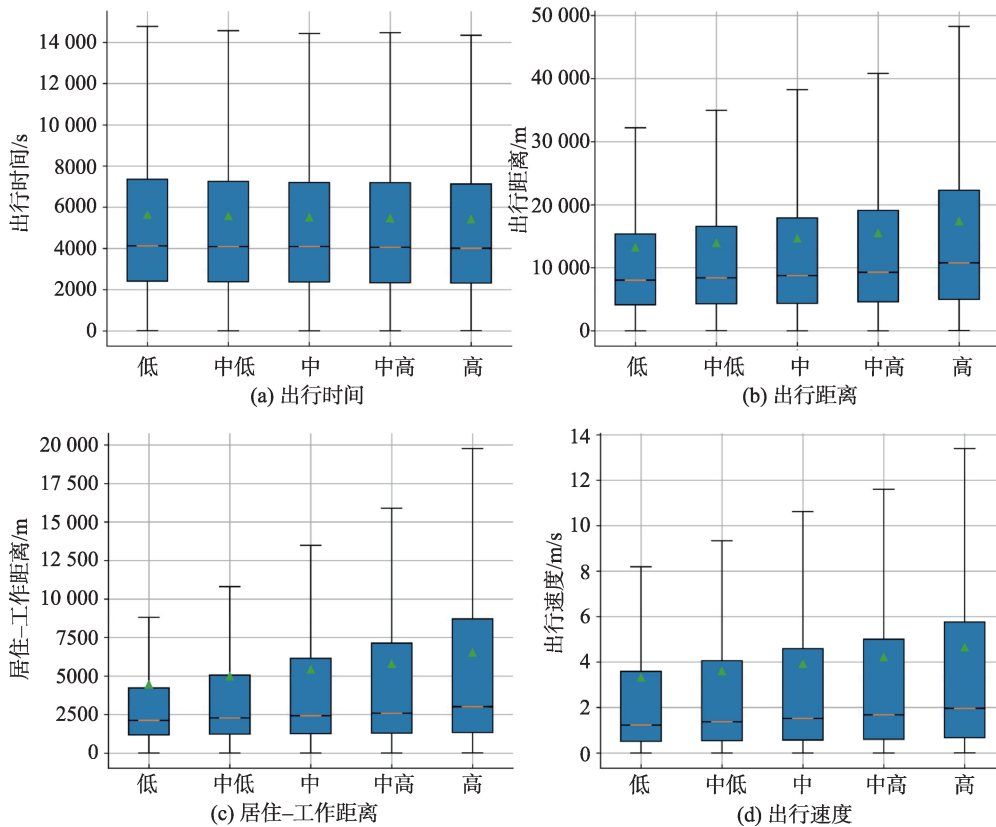 出行时间/s
14 000
12 000
10 000
8000
6000
4000
2000
0
低 中低 中 中高 高
(a) 出行时间
出行距离/m
50 000
40 000
30 000
20 000
10 000
0
低 中低 中 中高 高
(b) 出行距离
居住–工作距离/m
20 000
17 500
15 000
12 500
10 000
7500
5000
2500
0
低 中低 中 中高 高
(c) 居住–工作距离
出行速度/m/s
14
12
10
8
6
4
2
0
低 中低 中 中高 高
(d) 出行速度